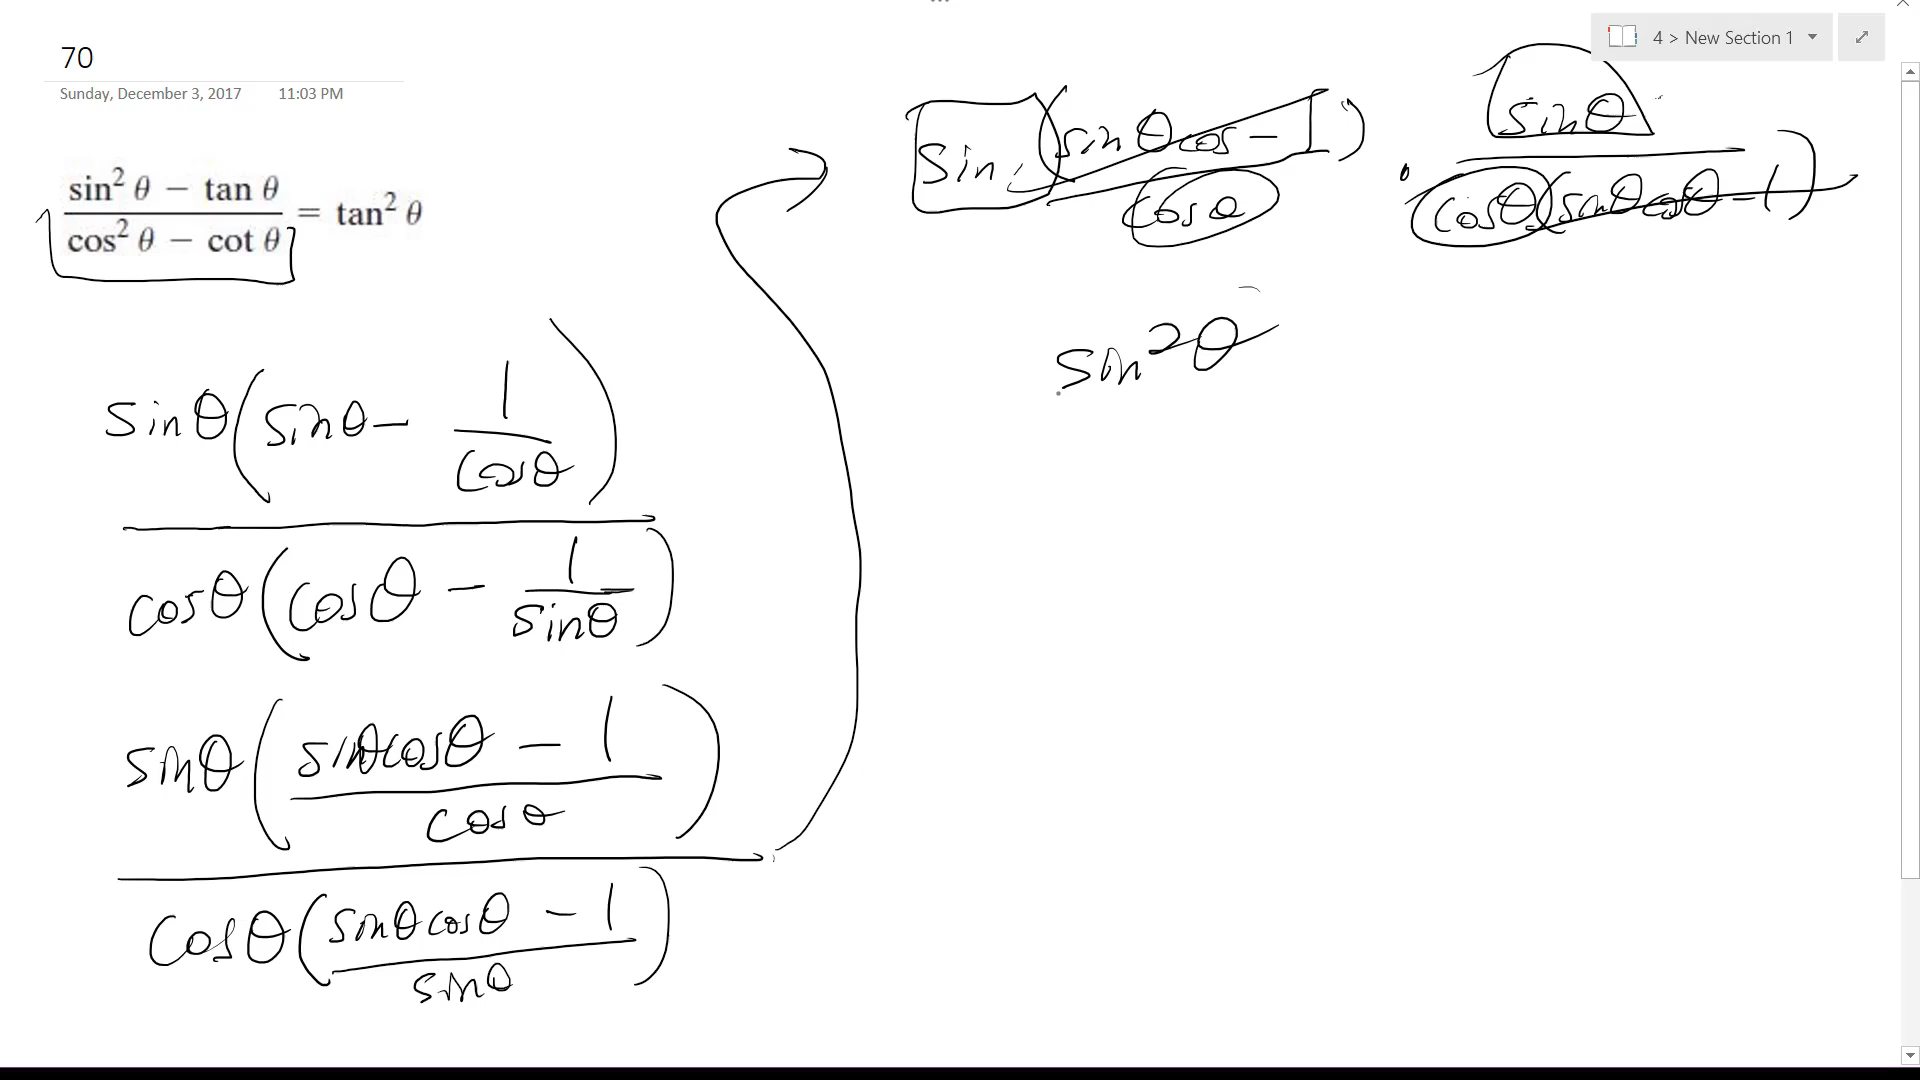 4 > New Section 1
70
Sunday, December 3, 2017 11:03 PM
sin² θ − tan θ
cos² θ − cot θ
= tan² θ
sinθ(sinθ − 1/cosθ)
cosθ(cosθ − 1/sinθ)
sinθ(sinθcosθ − 1 / cosθ)
cosθ(sinθcosθ − 1 / sinθ)
sin (sinθcos − 1)
cosθ
· sinθ
cosθ(sinθcosθ − 1)
sin²θ